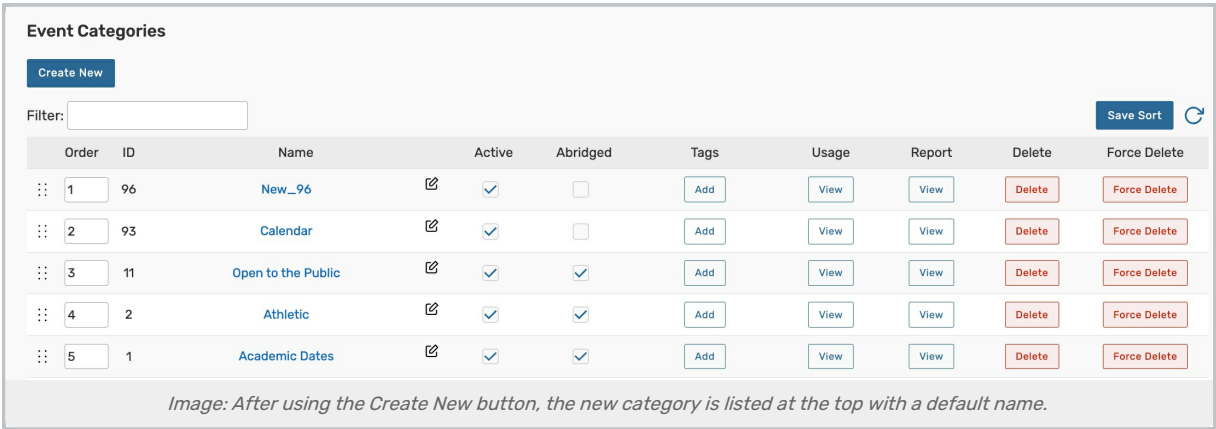 Event Categories
Create New
Filter:
Save Sort
Order ID Name Active Abridged Tags Usage Report Delete Force Delete
1 96 New_96 Add View View Delete Force Delete
2 93 Calendar Add View View Delete Force Delete
3 11 Open to the Public Add View View Delete Force Delete
4 2 Athletic Add View View Delete Force Delete
5 1 Academic Dates Add View View Delete Force Delete
Image: After using the Create New button, the new category is listed at the top with a default name.